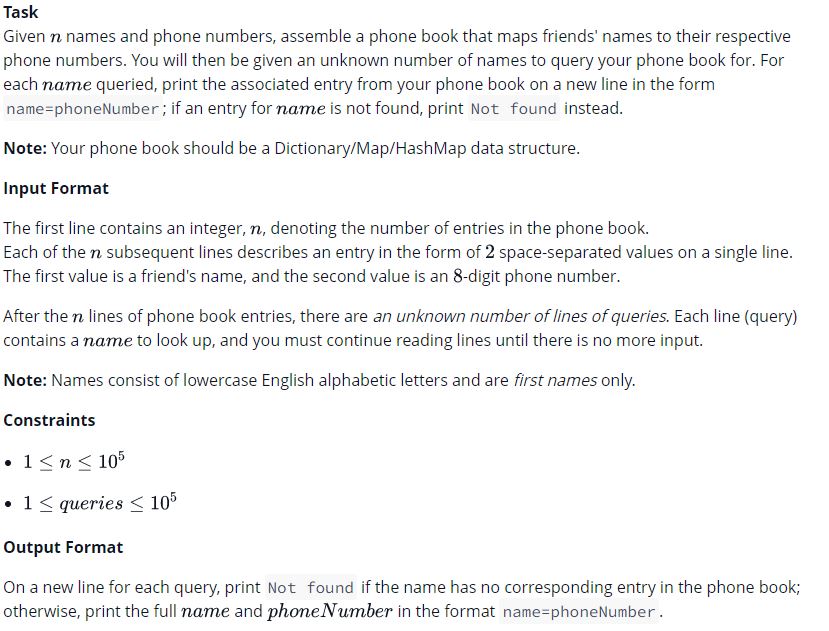 Task
Given n names and phone numbers, assemble a phone book that maps friends' names to their respective
phone numbers. You will then be given an unknown number of names to query your phone book for. For
each name queried, print the associated entry from your phone book on a new line in the form
name=phoneNumber; if an entry for name is not found, print Not found instead.
Note: Your phone book should be a Dictionary/Map/HashMap data structure.
Input Format
The first line contains an integer, n, denoting the number of entries in the phone book.
Each of the n subsequent lines describes an entry in the form of 2 space-separated values on a single line.
The first value is a friend's name, and the second value is an 8-digit phone number.
After the n lines of phone book entries, there are an unknown number of lines of queries. Each line (query)
contains a name to look up, and you must continue reading lines until there is no more input.
Note: Names consist of lowercase English alphabetic letters and are first names only.
Constraints
• 1 ≤ n ≤ 10⁵
• 1 ≤ queries ≤ 10⁵
Output Format
On a new line for each query, print Not found if the name has no corresponding entry in the phone book;
otherwise, print the full name and phoneNumber in the format name=phoneNumber.